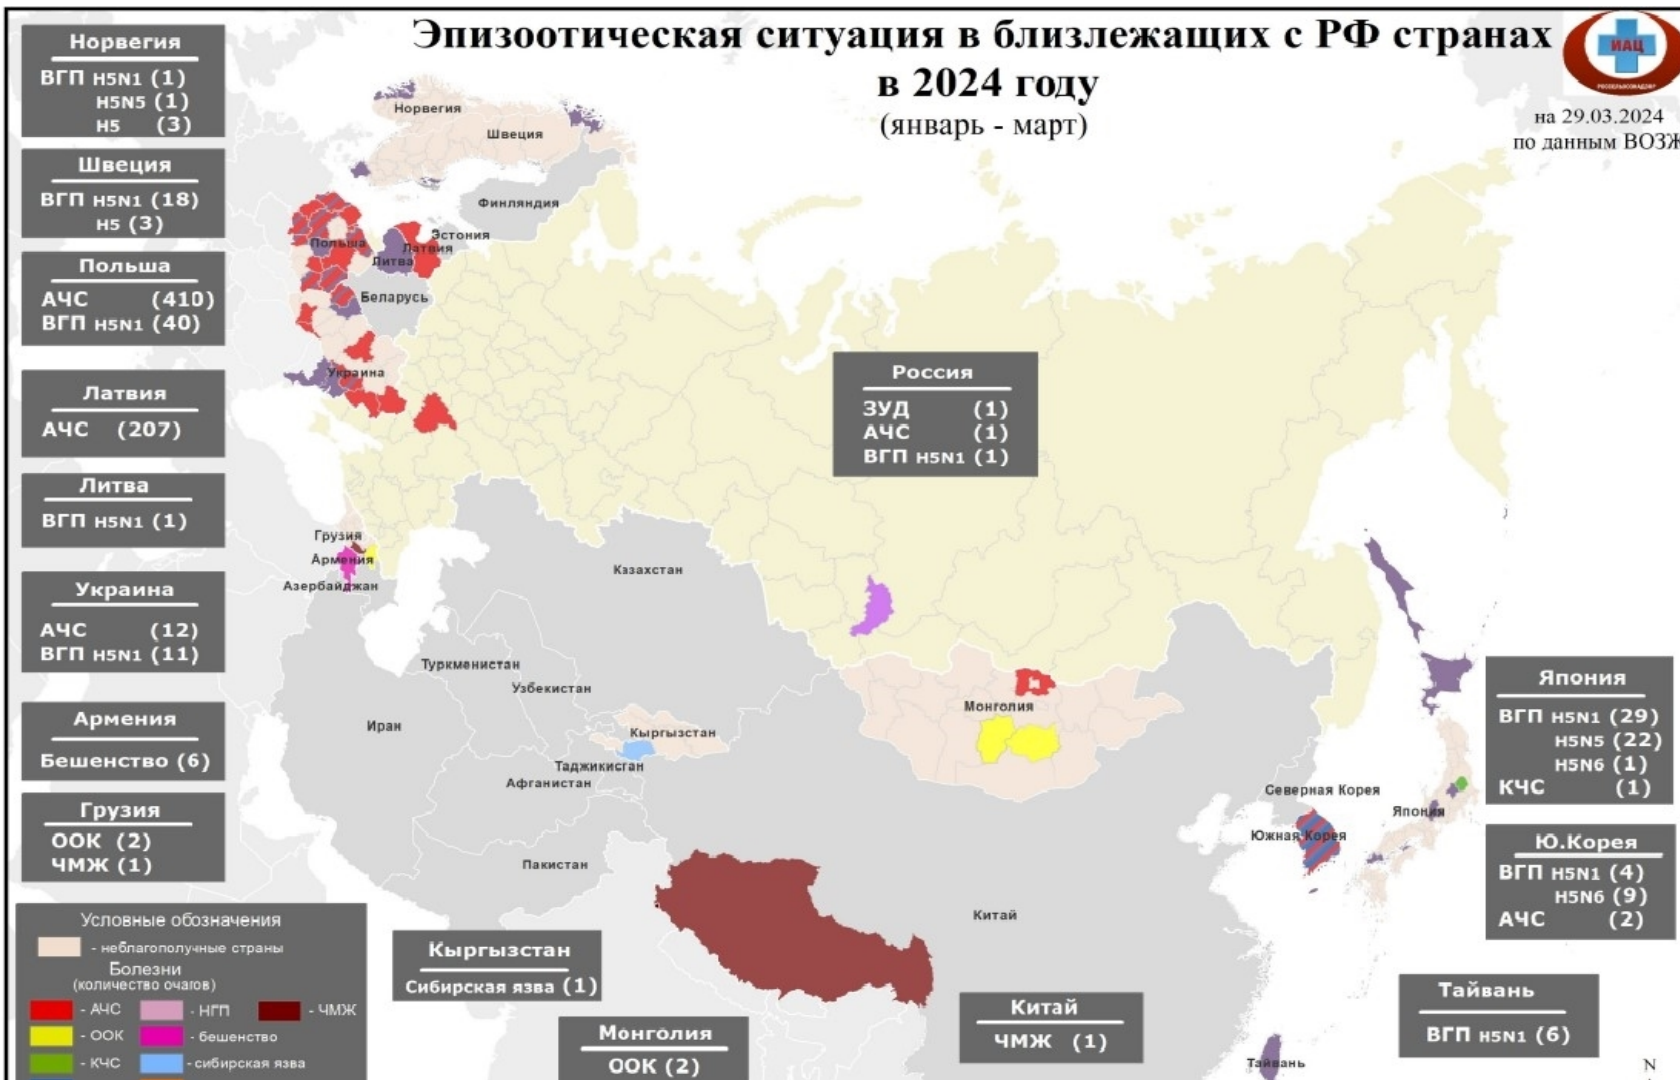 Эпизоотическая ситуация в близлежащих с РФ странах
в 2024 году
(январь - март)
ИАЦ
РОССЕЛЬХОЗНАДЗОР
на 29.03.2024
по данным ВОЗЖ
Норвегия
ВГП H5N1 (1)
H5N5 (1)
H5 (3)
Швеция
ВГП H5N1 (18)
H5 (3)
Польша
АЧС (410)
ВГП H5N1 (40)
Латвия
АЧС (207)
Литва
ВГП H5N1 (1)
Украина
АЧС (12)
ВГП H5N1 (11)
Армения
Бешенство (6)
Грузия
ООК (2)
ЧМЖ (1)
Условные обозначения
- неблагополучные страны
Болезни
(количество очагов)
- АЧС - НГП - ЧМЖ
- ООК - бешенство
- КЧС - сибирская язва
Норвегия
Швеция
Финляндия
Эстония
Латвия
Литва
Польша
Беларусь
Украина
Грузия
Армения
Азербайджан
Казахстан
Туркменистан
Узбекистан
Иран
Кыргызстан
Таджикистан
Афганистан
Пакистан
Монголия
Китай
Северная Корея
Южная Корея
Япония
Тайвань
Россия
ЗУД (1)
АЧС (1)
ВГП H5N1 (1)
Япония
ВГП H5N1 (29)
H5N5 (22)
H5N6 (1)
КЧС (1)
Ю.Корея
ВГП H5N1 (4)
H5N6 (9)
АЧС (2)
Кыргызстан
Сибирская язва (1)
Монголия
ООК (2)
Китай
ЧМЖ (1)
Тайвань
ВГП H5N1 (6)
N